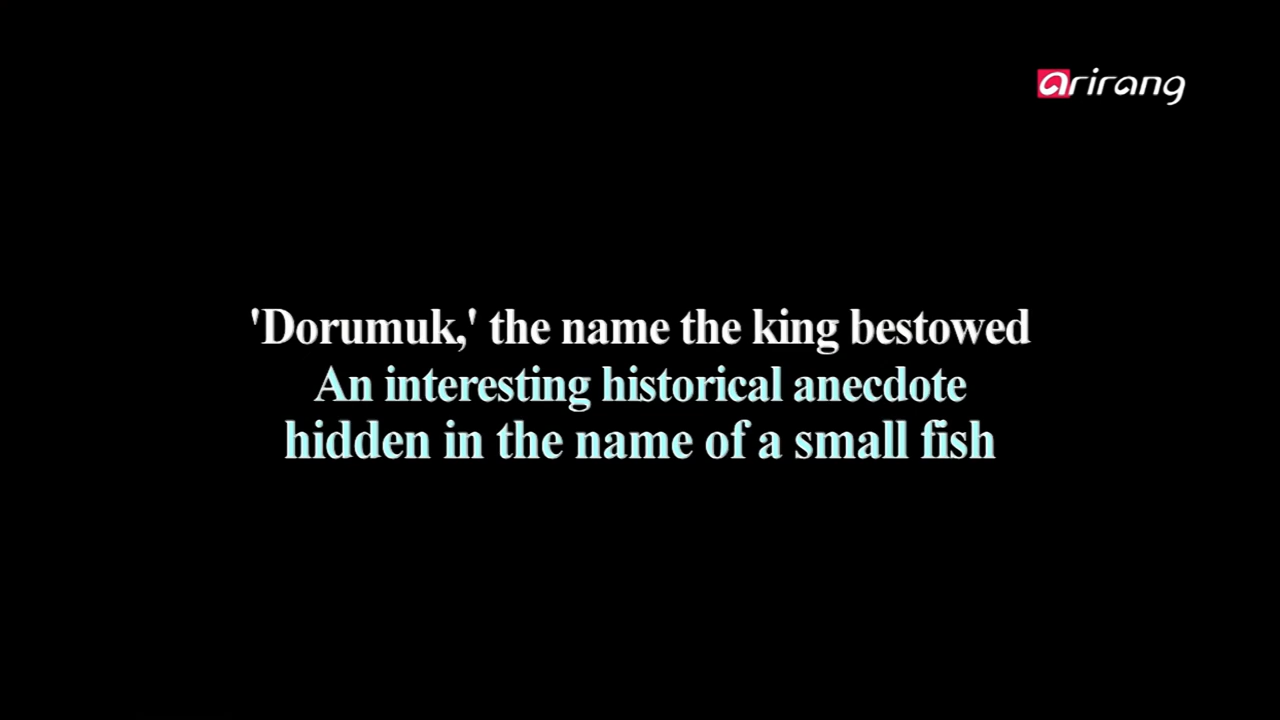 arirang
'Dorumuk,' the name the king bestowed
An interesting historical anecdote
hidden in the name of a small fish